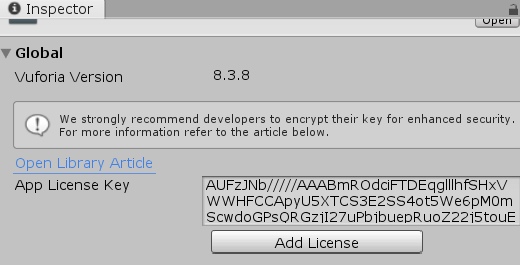 Inspector
Open
Global
Vuforia Version 8.3.8
We strongly recommend developers to encrypt their key for enhanced security.
For more information refer to the article below.
Open Library Article
App License Key
AUFzJNb/////AAABmROdciFTDEqglllhfSHxV
WWHFCCApyU5XTCS3E2SS4ot5We6pM0m
ScwdoGPsQRGzjI27uPbjbuepRuoZ22j5touE
Add License